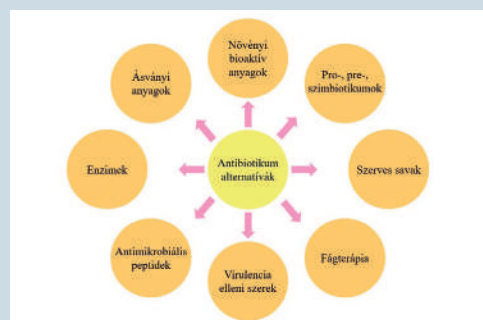 Növényi
bioaktív
anyagok
Pro-, pre-,
szimbiotikumok
Szerves savak
Fágterápia
Virulencia
elleni szerek
Antimikrobiális
peptidek
Enzimek
Ásványi
anyagok
Antibiotikum
alternatívák